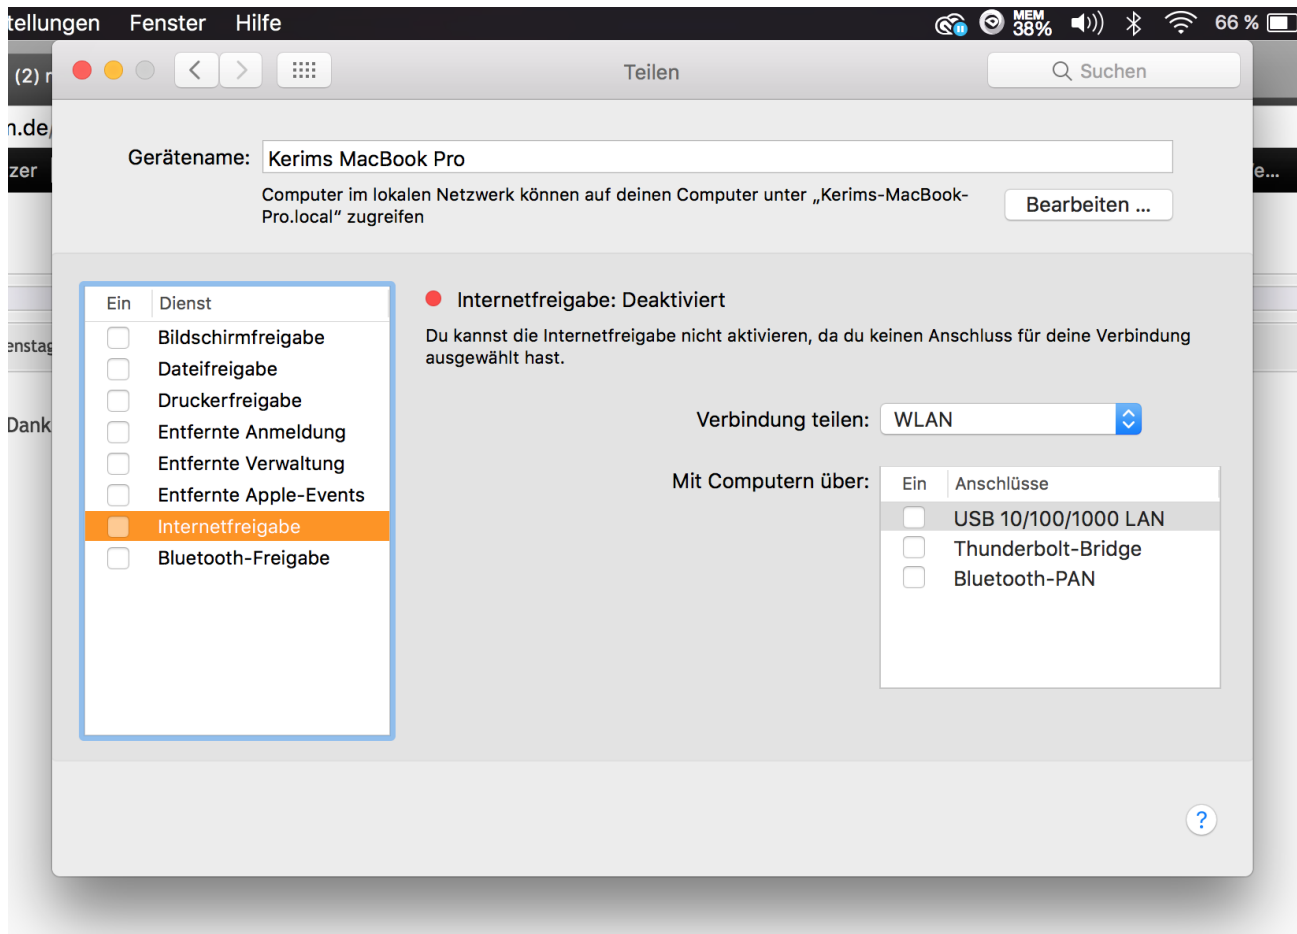 tellungen Fenster Hilfe MEM 38% 66 %
(2) r
Teilen
Suchen
n.de/
zer
e...
Gerätename: Kerims MacBook Pro
Computer im lokalen Netzwerk können auf deinen Computer unter „Kerims-MacBook-
Pro.local“ zugreifen
Bearbeiten ...
Ein Dienst
Bildschirmfreigabe
Dateifreigabe
Druckerfreigabe
Entfernte Anmeldung
Entfernte Verwaltung
Entfernte Apple-Events
Internetfreigabe
Bluetooth-Freigabe
enstag
Dank
Internetfreigabe: Deaktiviert
Du kannst die Internetfreigabe nicht aktivieren, da du keinen Anschluss für deine Verbindung
ausgewählt hast.
Verbindung teilen: WLAN
Mit Computern über:
Ein Anschlüsse
USB 10/100/1000 LAN
Thunderbolt-Bridge
Bluetooth-PAN
?